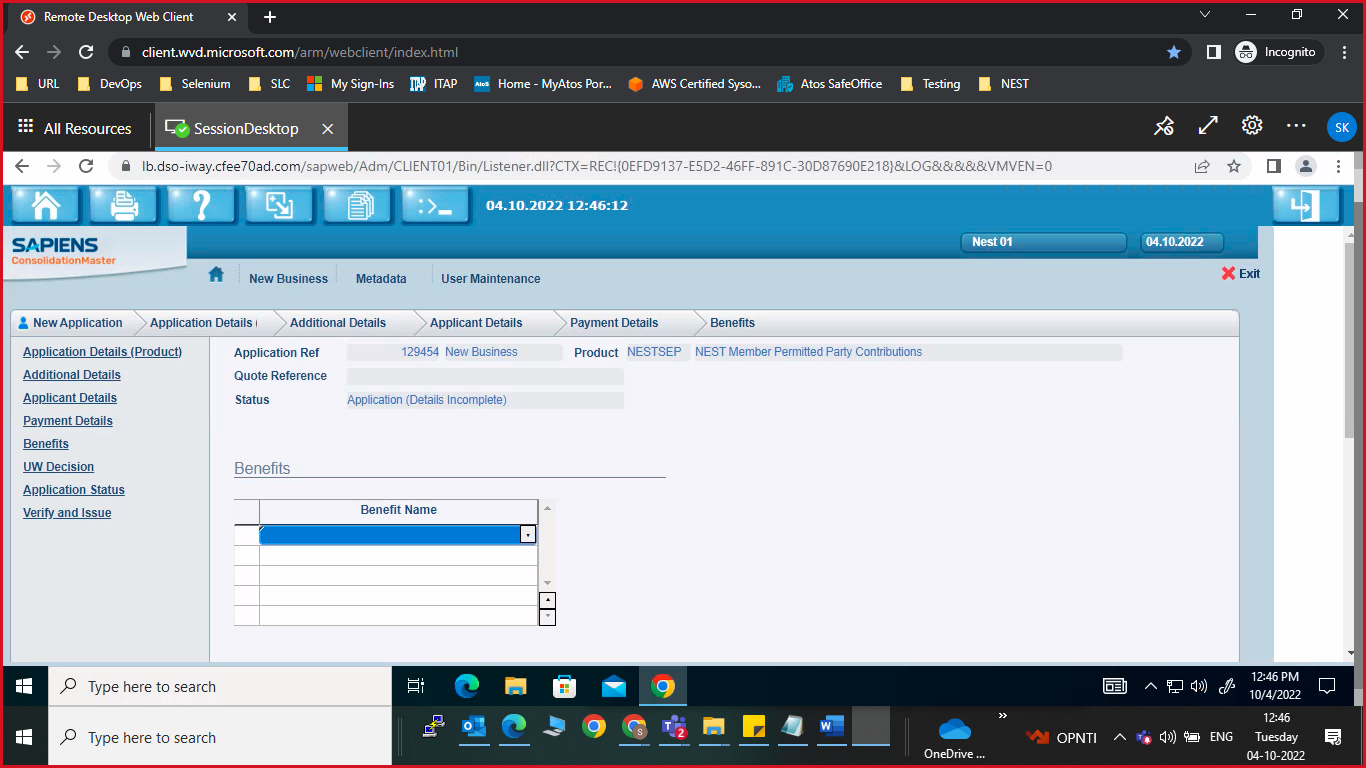 Remote Desktop Web Client
client.wvd.microsoft.com/arm/webclient/index.html
Incognito
URL DevOps Selenium SLC My Sign-Ins ITAP Home - MyAtos Por... AWS Certified Syso... Atos SafeOffice Testing NEST
All Resources SessionDesktop SK
lb.dso-iway.cfee70ad.com/sapweb/Adm/CLIENT01/Bin/Listener.dll?CTX=REC!{0EFD9137-E5D2-46FF-891C-30D87690E218}&LOG&&&&&VMVEN=0
04.10.2022 12:46:12
SAPIENS
ConsolidationMaster
Nest 01 04.10.2022
New Business Metadata User Maintenance Exit
New Application Application Details ( Additional Details Applicant Details Payment Details Benefits
Application Details (Product)
Additional Details
Applicant Details
Payment Details
Benefits
UW Decision
Application Status
Verify and Issue
Application Ref 129454 New Business Product NESTSEP NEST Member Permitted Party Contributions
Quote Reference
Status Application (Details Incomplete)
Benefits
Benefit Name
Type here to search
12:46 PM
10/4/2022
Type here to search
OneDrive ...
OPNTI
ENG
12:46
Tuesday
04-10-2022